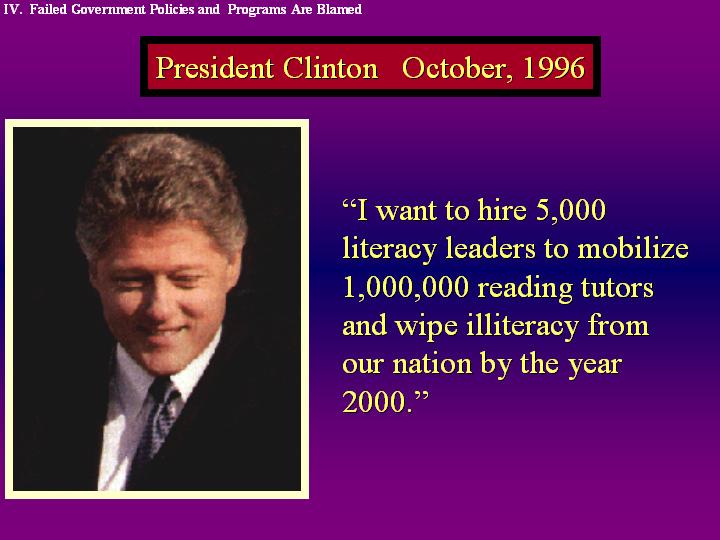 IV.  Failed Government Policies and  Programs Are Blamed
President Clinton   October, 1996
“I want to hire 5,000
literacy leaders to mobilize
1,000,000 reading tutors
and wipe illiteracy from
our nation by the year
2000.”